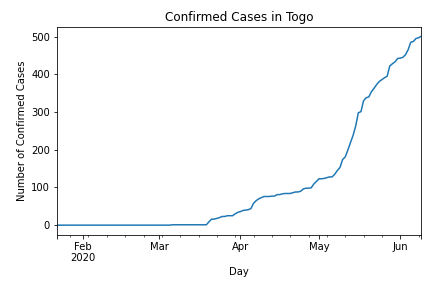 Confirmed Cases in Togo
Number of Confirmed Cases
500
400
300
200
100
0
Feb Mar Apr May Jun
2020
Day